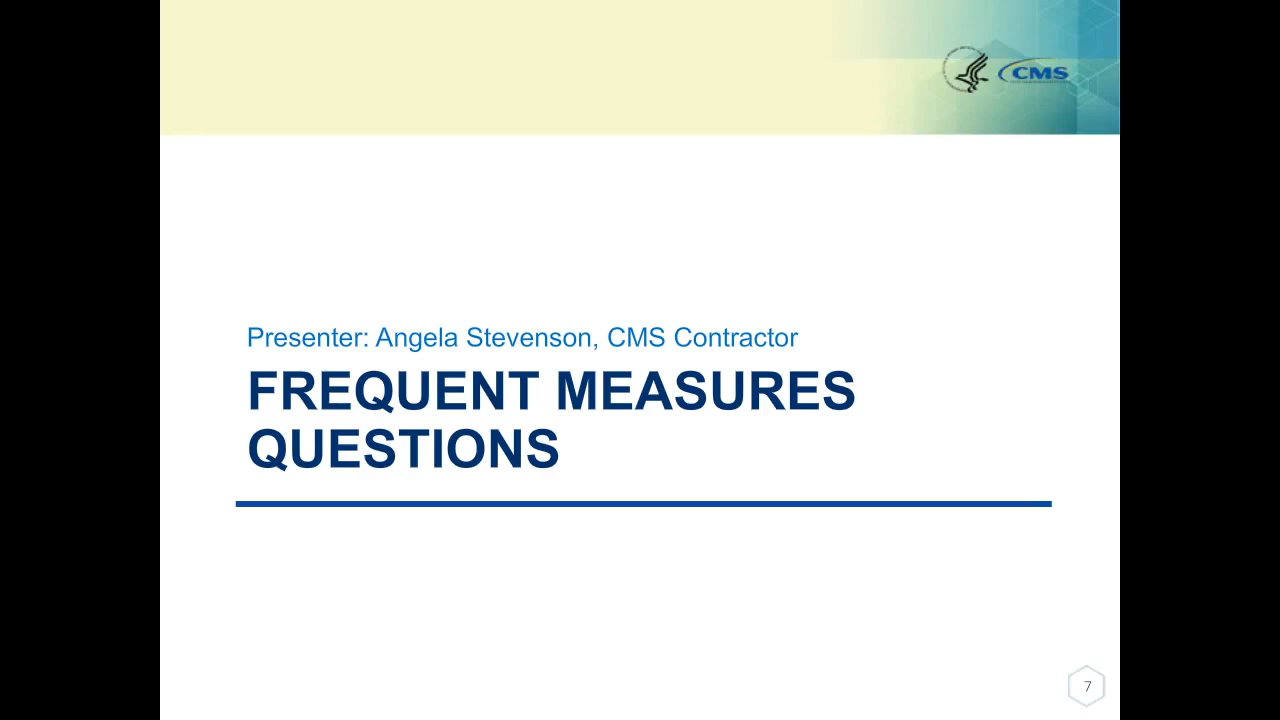 CMS
Presenter: Angela Stevenson, CMS Contractor
FREQUENT MEASURES
QUESTIONS
7